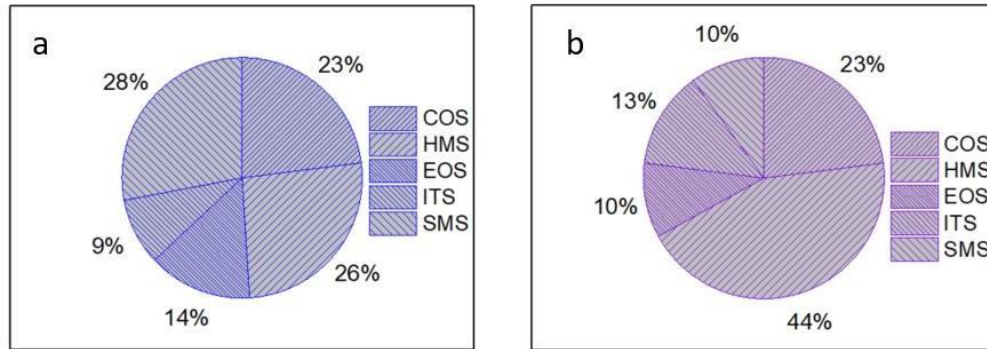 a
28%
23%
9%
14%
26%
COS
HMS
EOS
ITS
SMS
b
10%
23%
13%
10%
44%
COS
HMS
EOS
ITS
SMS